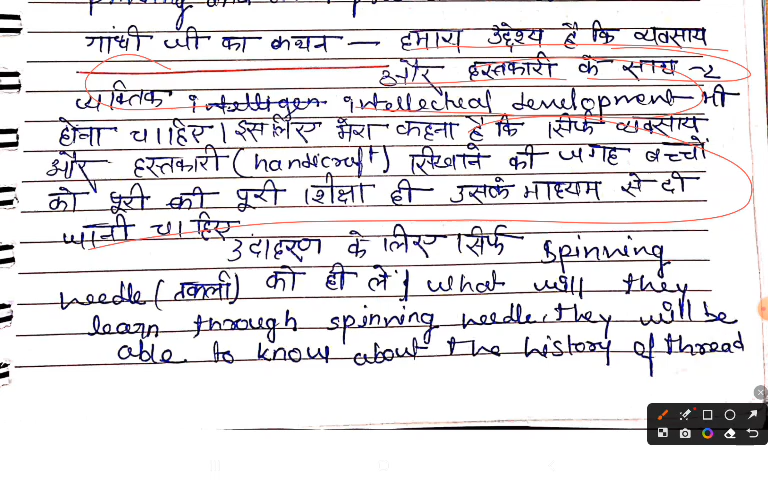 गांधी जी का कथन — हमारा उद्देश्य है कि व्यवसाय
और हस्तकारी के साथ -2
व्यक्तिक intelligen intellectual development भी
होना चाहिए। इसलिए मेरा कहना है कि सिर्फ व्यवसाय
और हस्तकारी (handicraft) सिखाने की जगह बच्चों
को पूरी की पूरी शिक्षा ही उसके माध्यम से दी
जानी चाहिए
उदाहरण के लिए सिर्फ spinning
needle (तकली) को ही लें। what will they
learn through spinning needle. they will be
able to know about the history of thread